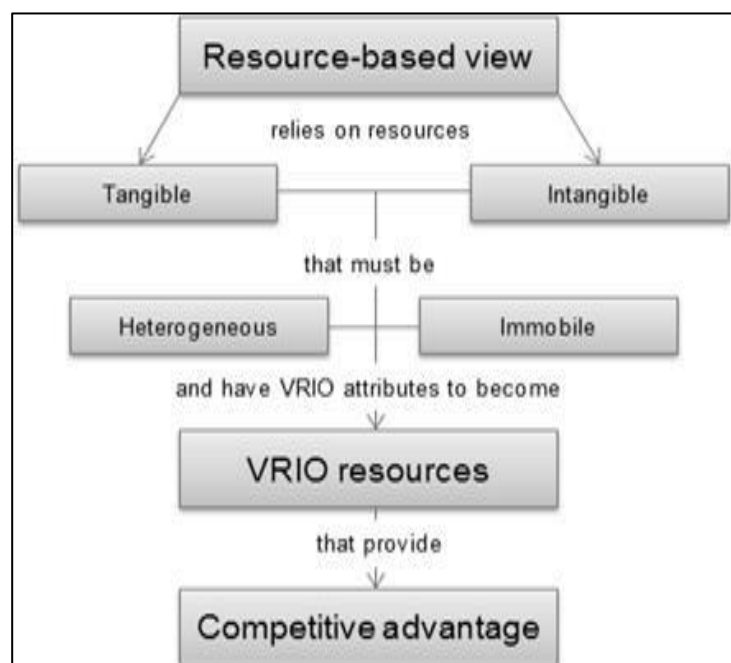 Resource-based view
relies on resources
Tangible
Intangible
that must be
Heterogeneous
Immobile
and have VRIO attributes to become
VRIO resources
that provide
Competitive advantage